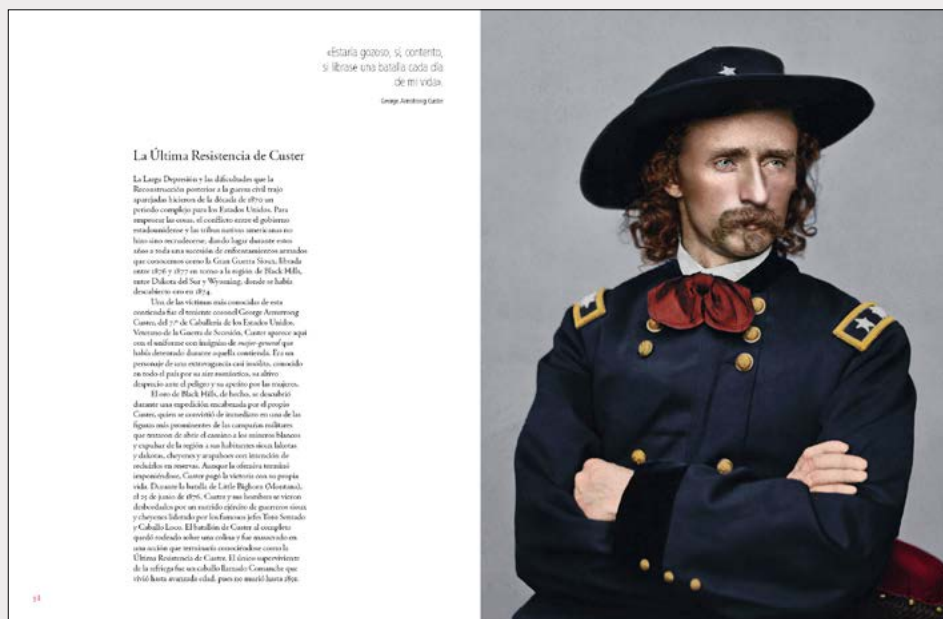 «Estaría gozoso, sí, contento,
si librase una batalla cada día
de mi vida».
George Armstrong Custer
La Última Resistencia de Custer
La Larga Depresión y las dificultades que la
Reconstrucción posterior a la guerra civil trajo
aparejadas hicieron de la década de 1870 un
periodo complejo para los Estados Unidos. Para
empeorar las cosas, el conflicto entre el gobierno
estadounidense y las tribus nativas americanas no
hizo sino recrudecerse, dando lugar durante estos
años a toda una sucesión de enfrentamientos armados
que conocemos como la Gran Guerra Sioux, librada
entre 1876 y 1877 en torno a la región de Black Hills,
entre Dakota del Sur y Wyoming, donde se había
descubierto oro en 1874.
Una de las víctimas más conocidas de esta
contienda fue el teniente coronel George Armstrong
Custer, del 7.º de Caballería de los Estados Unidos.
Veterano de la Guerra de Secesión, Custer aparece aquí
con el uniforme con insignias de major-general que
había detentado durante aquella contienda. Era un
personaje de una extravagancia casi insólita, conocido
en todo el país por su aire romántico, su altivo
desprecio ante el peligro y su apetito por las mujeres.
El oro de Black Hills, de hecho, se descubrió
durante una expedición encabezada por el propio
Custer, quien se convirtió de inmediato en una de las
figuras más prominentes de las campañas militares
que trataron de abrir el camino a los mineros blancos
y expulsar de la región a sus habitantes sioux lakotas
y dakotas, cheyenes y arapahoes con intención de
recluirlos en reservas. Aunque la ofensiva terminó
imponiéndose, Custer pagó la victoria con su propia
vida. Durante la batalla de Little Bighorn (Montana),
el 25 de junio de 1876, Custer y sus hombres se vieron
desbordados por un nutrido ejército de guerreros sioux
y cheyenes liderado por los famosos jefes Toro Sentado
y Caballo Loco. El batallón de Custer al completo
quedó rodeado sobre una colina y fue masacrado en
una acción que terminaría conociéndose como la
Última Resistencia de Custer. El único superviviente
de la refriega fue un caballo llamado Comanche que
vivió hasta avanzada edad, pues no murió hasta 1891.